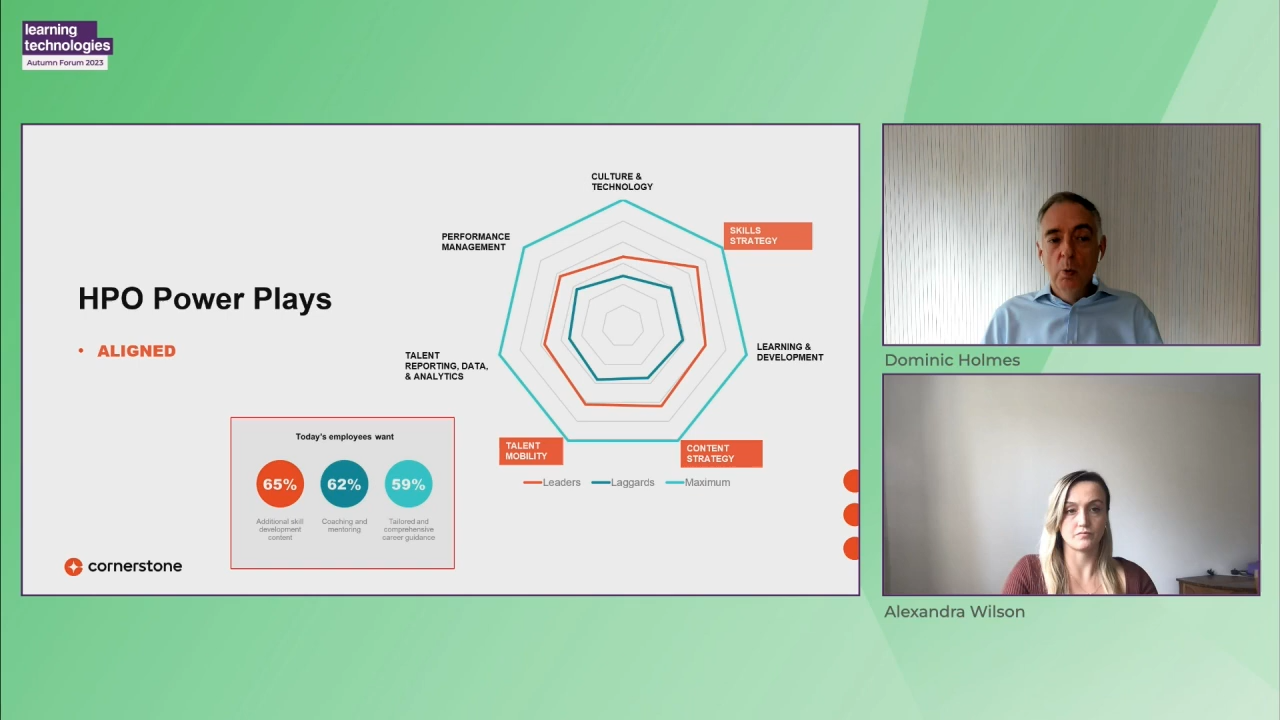 learning
technologies
Autumn Forum 2023
HPO Power Plays
• ALIGNED
Today's employees want
65%
62%
59%
Additional skill
development
content
Coaching and
mentoring
Tailored and
comprehensive
career guidance
cornerstone
CULTURE &
TECHNOLOGY
SKILLS
STRATEGY
LEARNING &
DEVELOPMENT
CONTENT
STRATEGY
TALENT
MOBILITY
TALENT
REPORTING, DATA,
& ANALYTICS
PERFORMANCE
MANAGEMENT
Leaders
Laggards
Maximum
Dominic Holmes
Alexandra Wilson